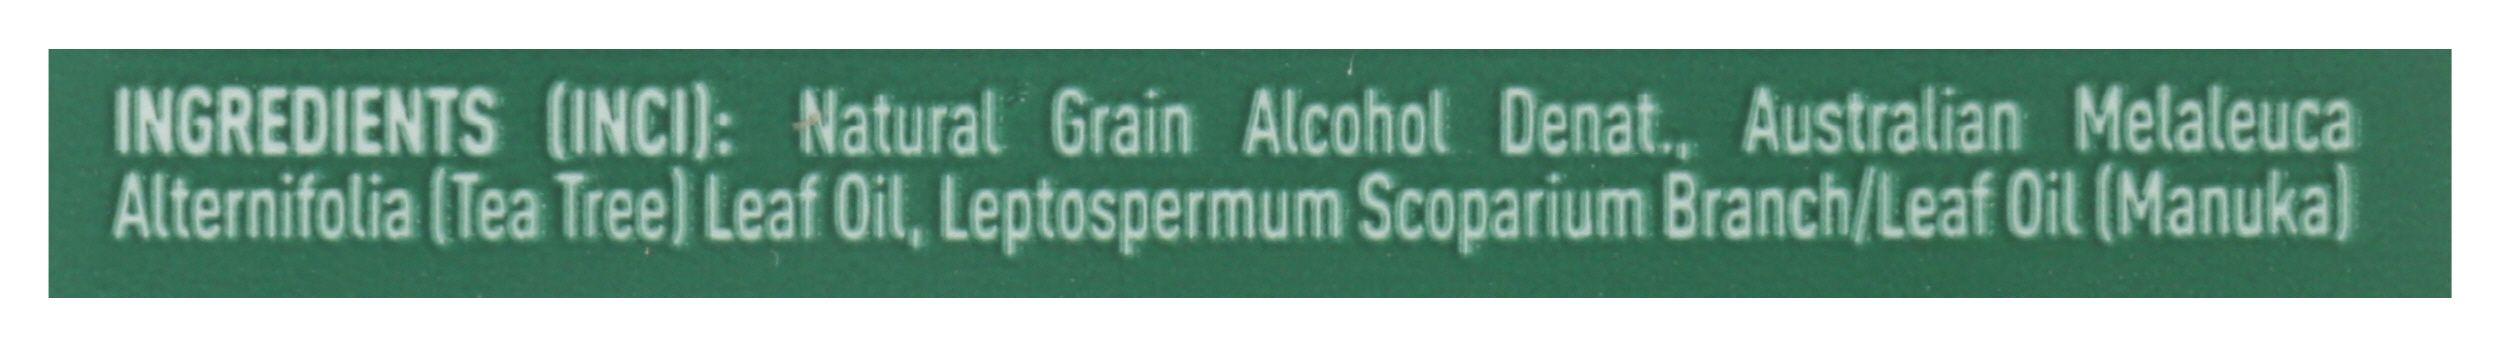 INGREDIENTS (INCI): Natural Grain Alcohol Denat., Australian Melaleuca
Alternifolia (Tea Tree) Leaf Oil, Leptospermum Scoparium Branch/Leaf Oil (Manuka)